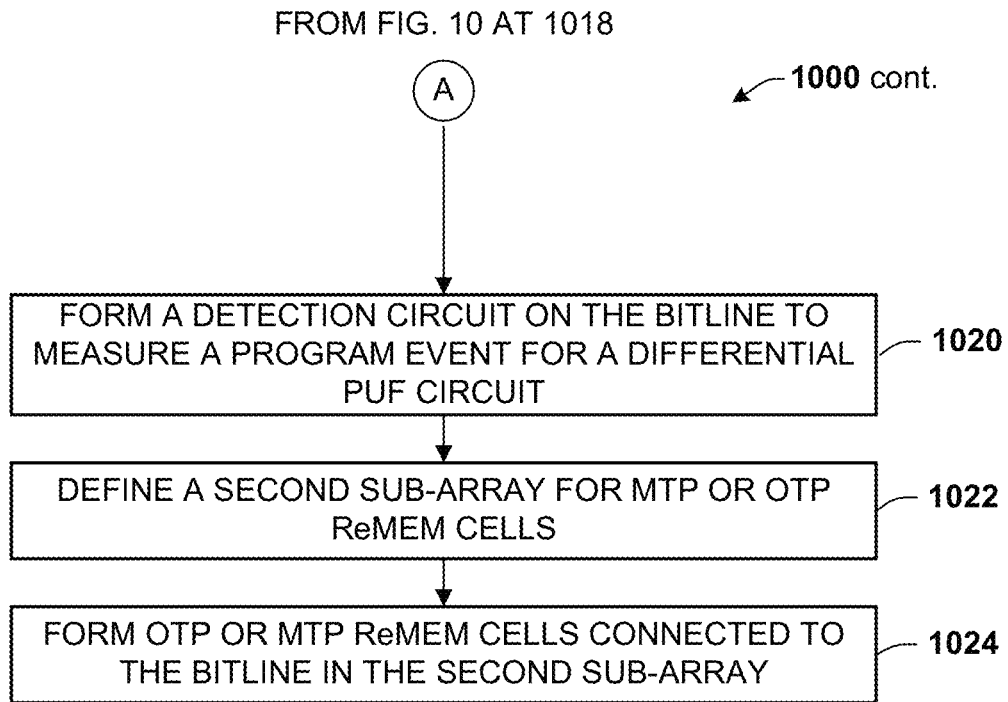 FROM FIG. 10 AT 1018
A
1000 cont.
FORM A DETECTION CIRCUIT ON THE BITLINE TO
MEASURE A PROGRAM EVENT FOR A DIFFERENTIAL
PUF CIRCUIT
1020
DEFINE A SECOND SUB-ARRAY FOR MTP OR OTP
ReMEM CELLS
1022
FORM OTP OR MTP ReMEM CELLS CONNECTED TO
THE BITLINE IN THE SECOND SUB-ARRAY
1024